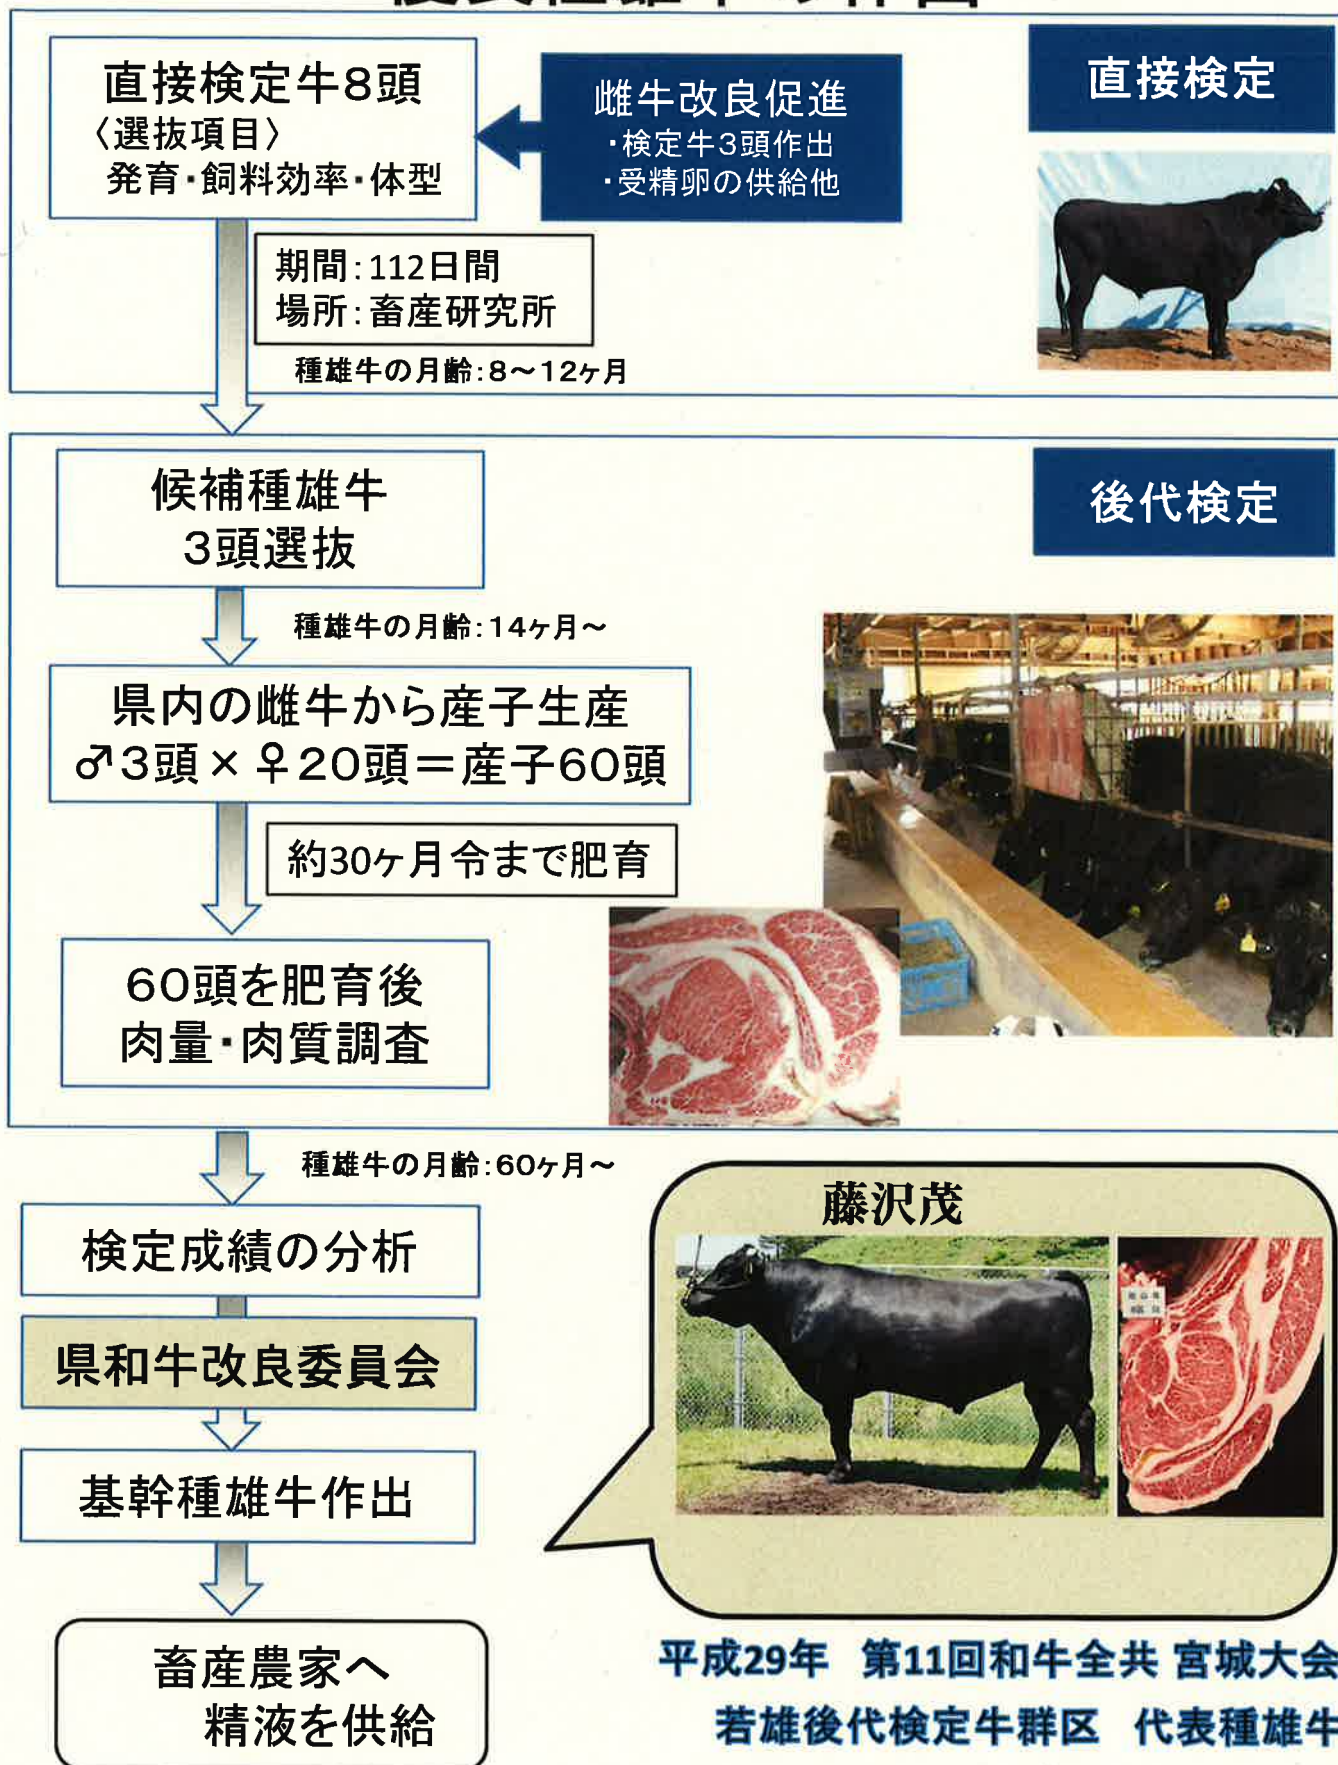 直接検定牛8頭
〈選抜項目〉
発育・飼料効率・体型
雌牛改良促進
・検定牛3頭作出
・受精卵の供給他
直接検定
期間：112日間
場所：畜産研究所
種雄牛の月齢：8～12ヶ月
候補種雄牛
3頭選抜
後代検定
種雄牛の月齢：14ヶ月～
県内の雌牛から産子生産
♂3頭×♀20頭＝産子60頭
約30ヶ月令まで肥育
60頭を肥育後
肉量・肉質調査
種雄牛の月齢：60ヶ月～
検定成績の分析
県和牛改良委員会
基幹種雄牛作出
畜産農家へ
精液を供給
藤沢茂
平成29年 第11回和牛全共 宮城大会
若雄後代検定牛群区 代表種雄牛